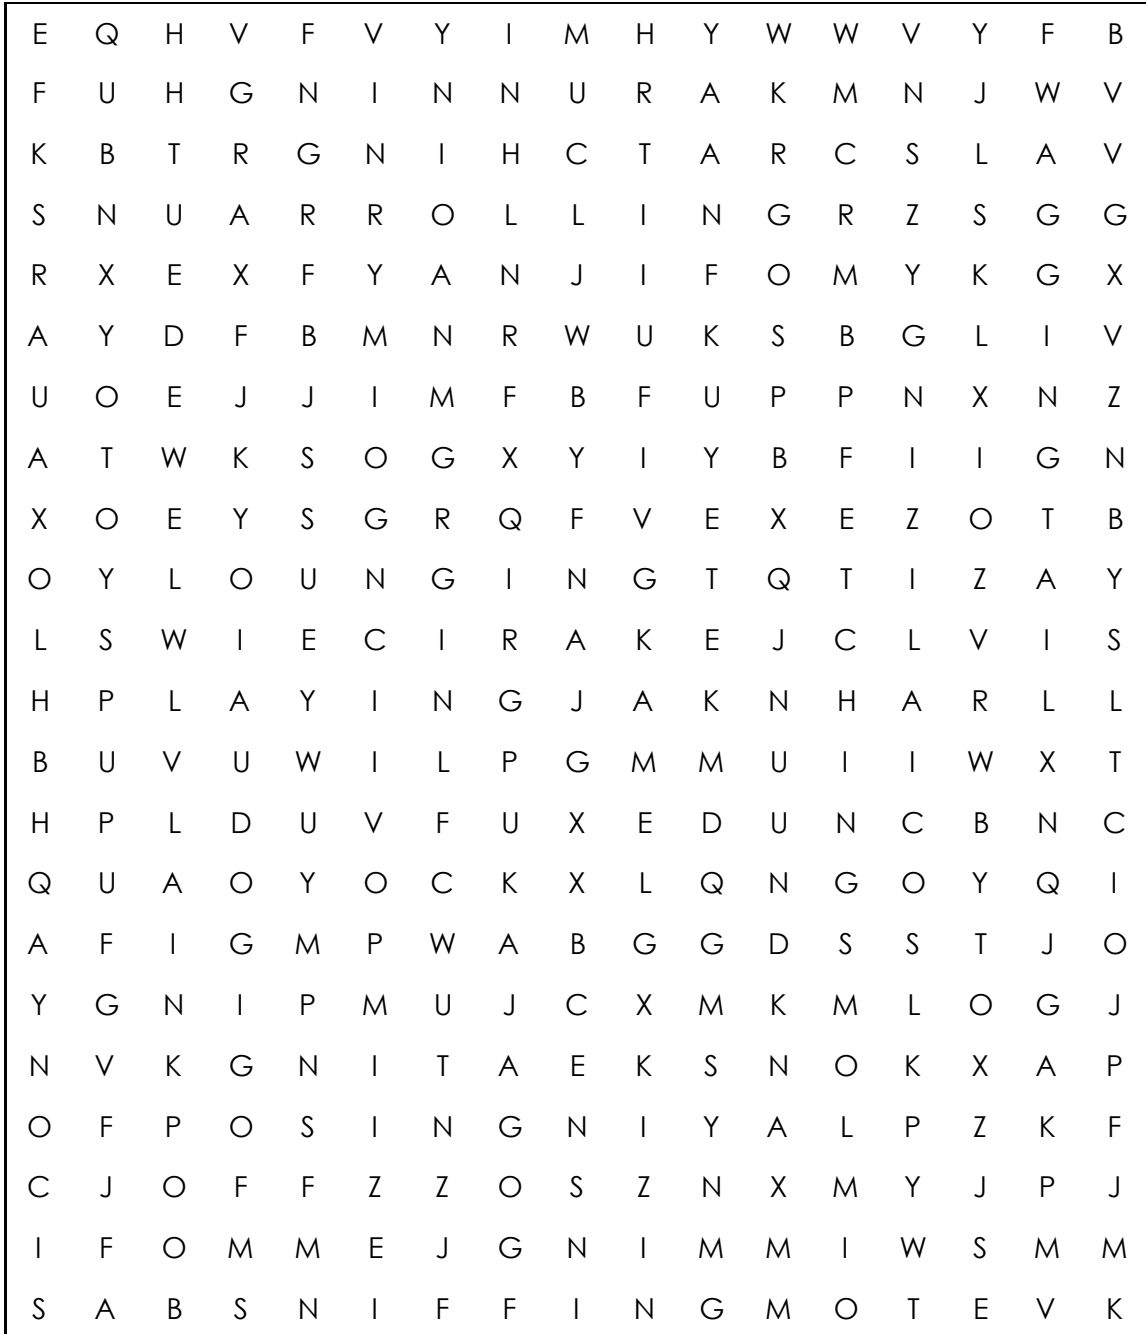 E Q H V F V Y I M H Y W W V Y F B
F U H G N I N N U R A K M N J W V
K B T R G N I H C T A R C S L A V
S N U A R R O L L I N G R Z S G G
R X E X F Y A N J I F O M Y K G X
A Y D F B M N R W U K S B G L I V
U O E J J I M F B F U P P N X N Z
A T W K S O G X Y I Y B F I I G N
X O E Y S G R Q F V E X E Z O T B
O Y L O U N G I N G T Q T I Z A Y
L S W I E C I R A K E J C L V I S
H P L A Y I N G J A K N H A R L L
B U V U W I L P G M M U I I W X T
H P L D U V F U X E D U N C B N C
Q U A O Y O C K X L Q N G O Y Q I
A F I G M P W A B G G D S S T J O
Y G N I P M U J C X M K M L O G J
N V K G N I T A E K S N O K X A P
O F P O S I N G N I Y A L P Z K F
C J O F F Z Z O S Z N X M Y J P J
I F O M M E J G N I M M I W S M M
S A B S N I F F I N G M O T E V K